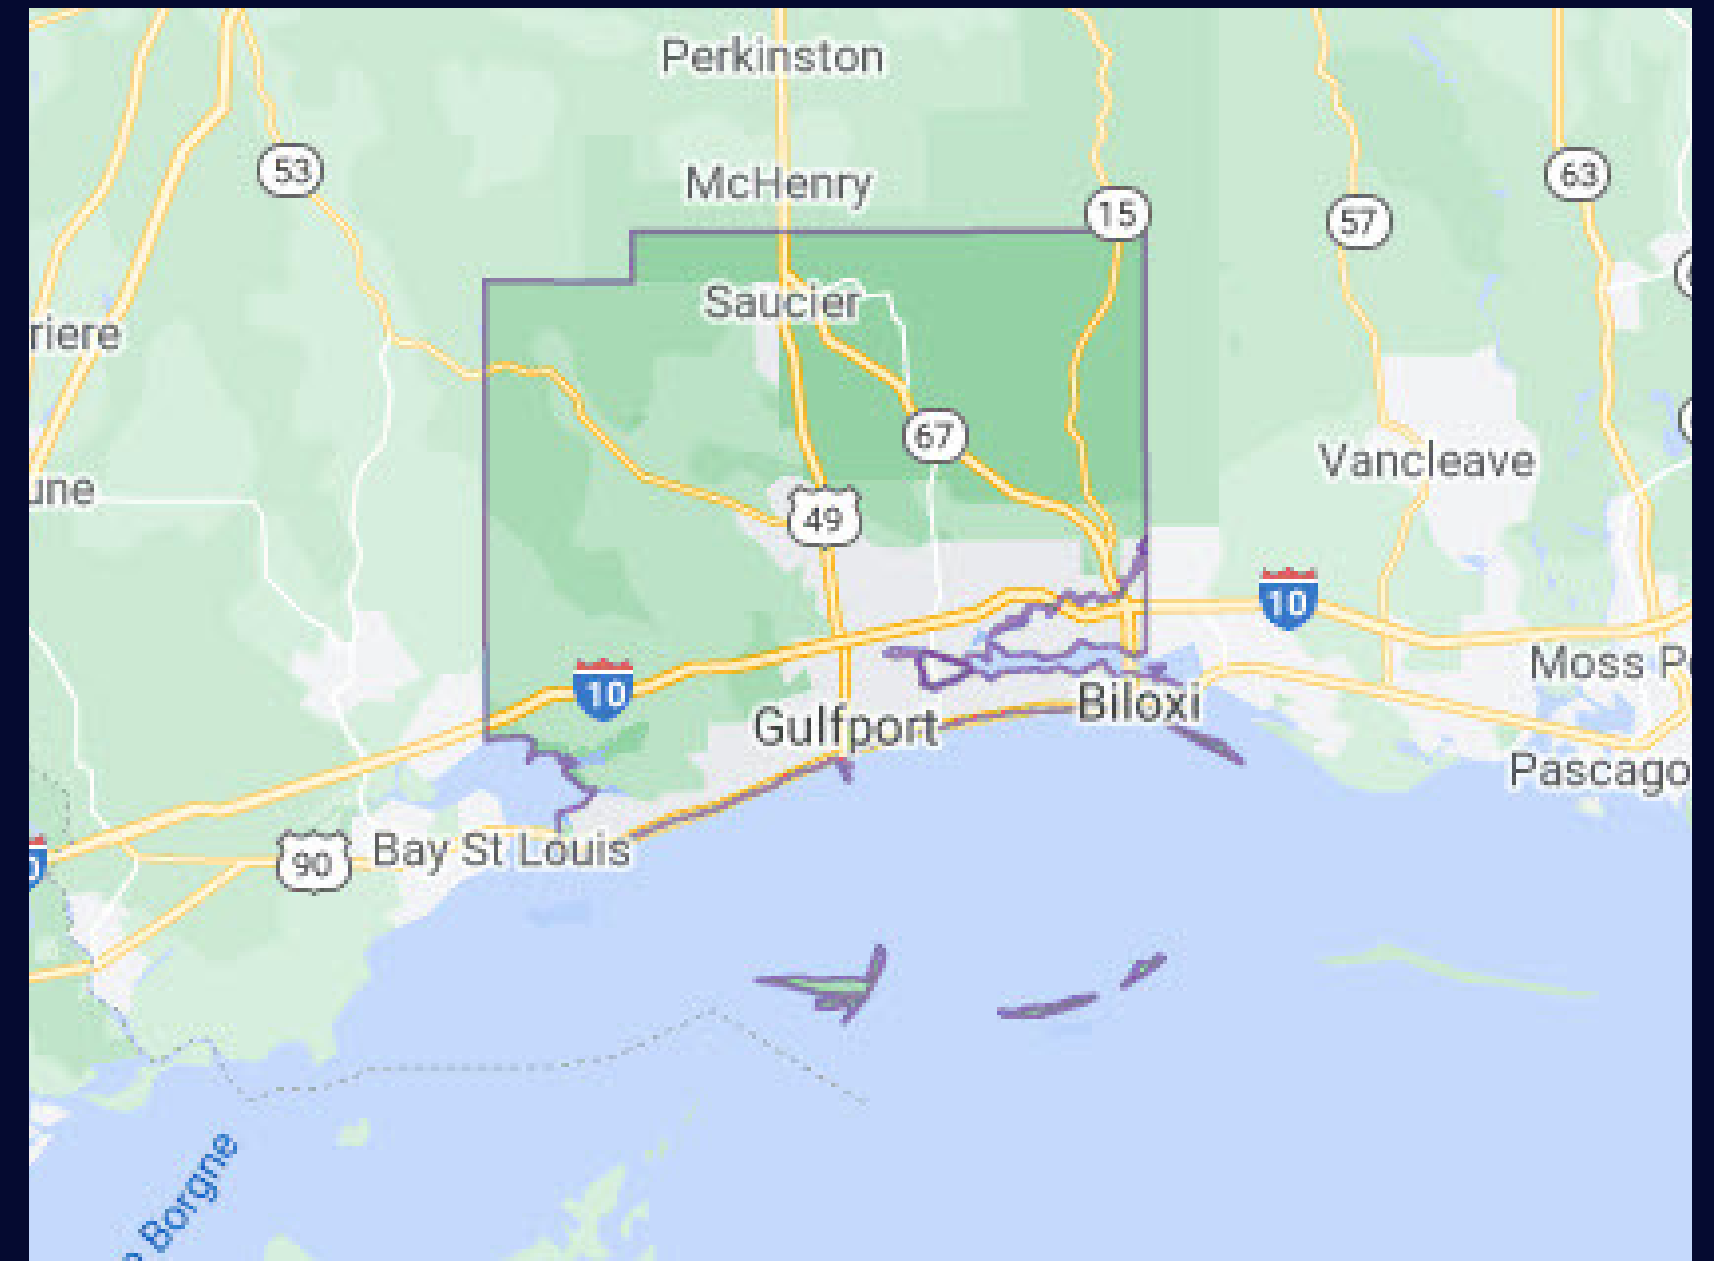 Perkinston
53
McHenry
63
15
57
Saucier
riere
67
Vancleave
une
49
10
10
Moss P
Gulfport
Biloxi
Pascago
90
Bay St Louis
Borgne